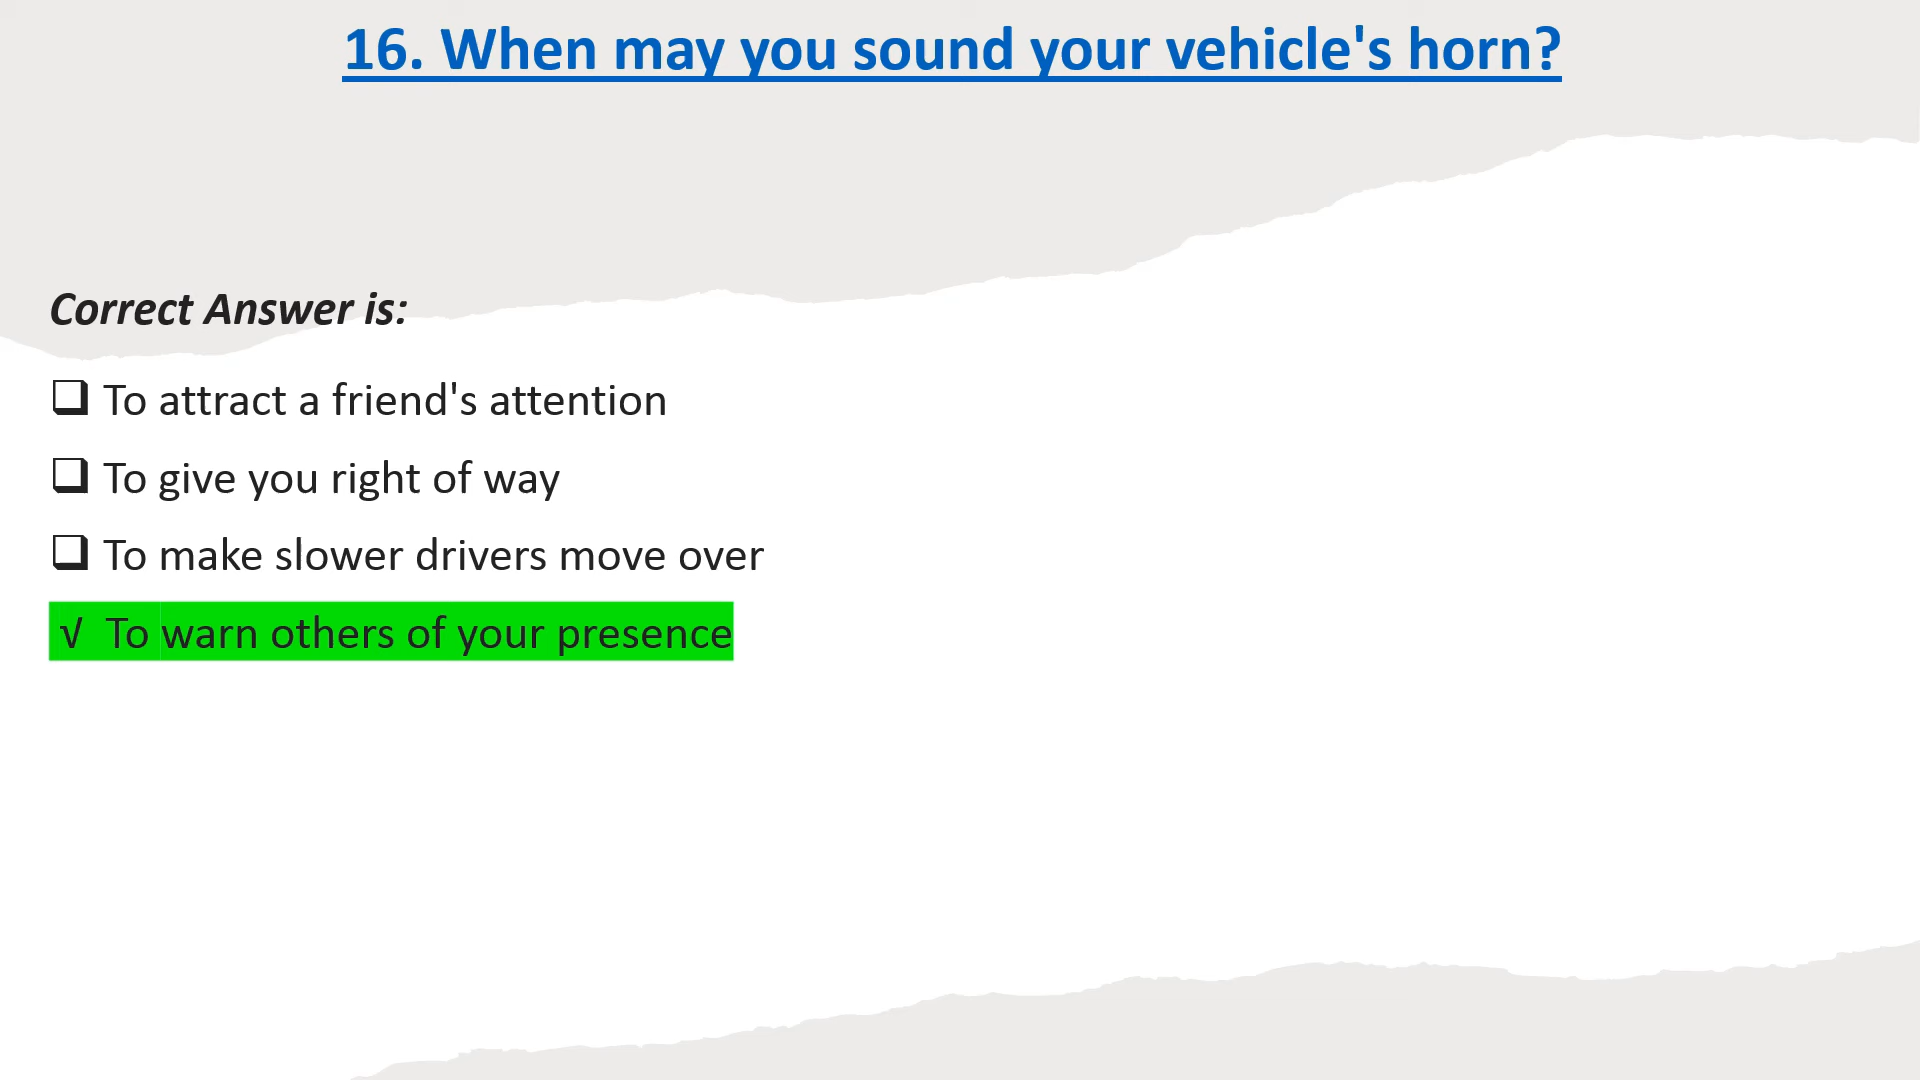 16. When may you sound your vehicle's horn?
Correct Answer is:
❑ To attract a friend's attention
❑ To give you right of way
❑ To make slower drivers move over
√ To warn others of your presence